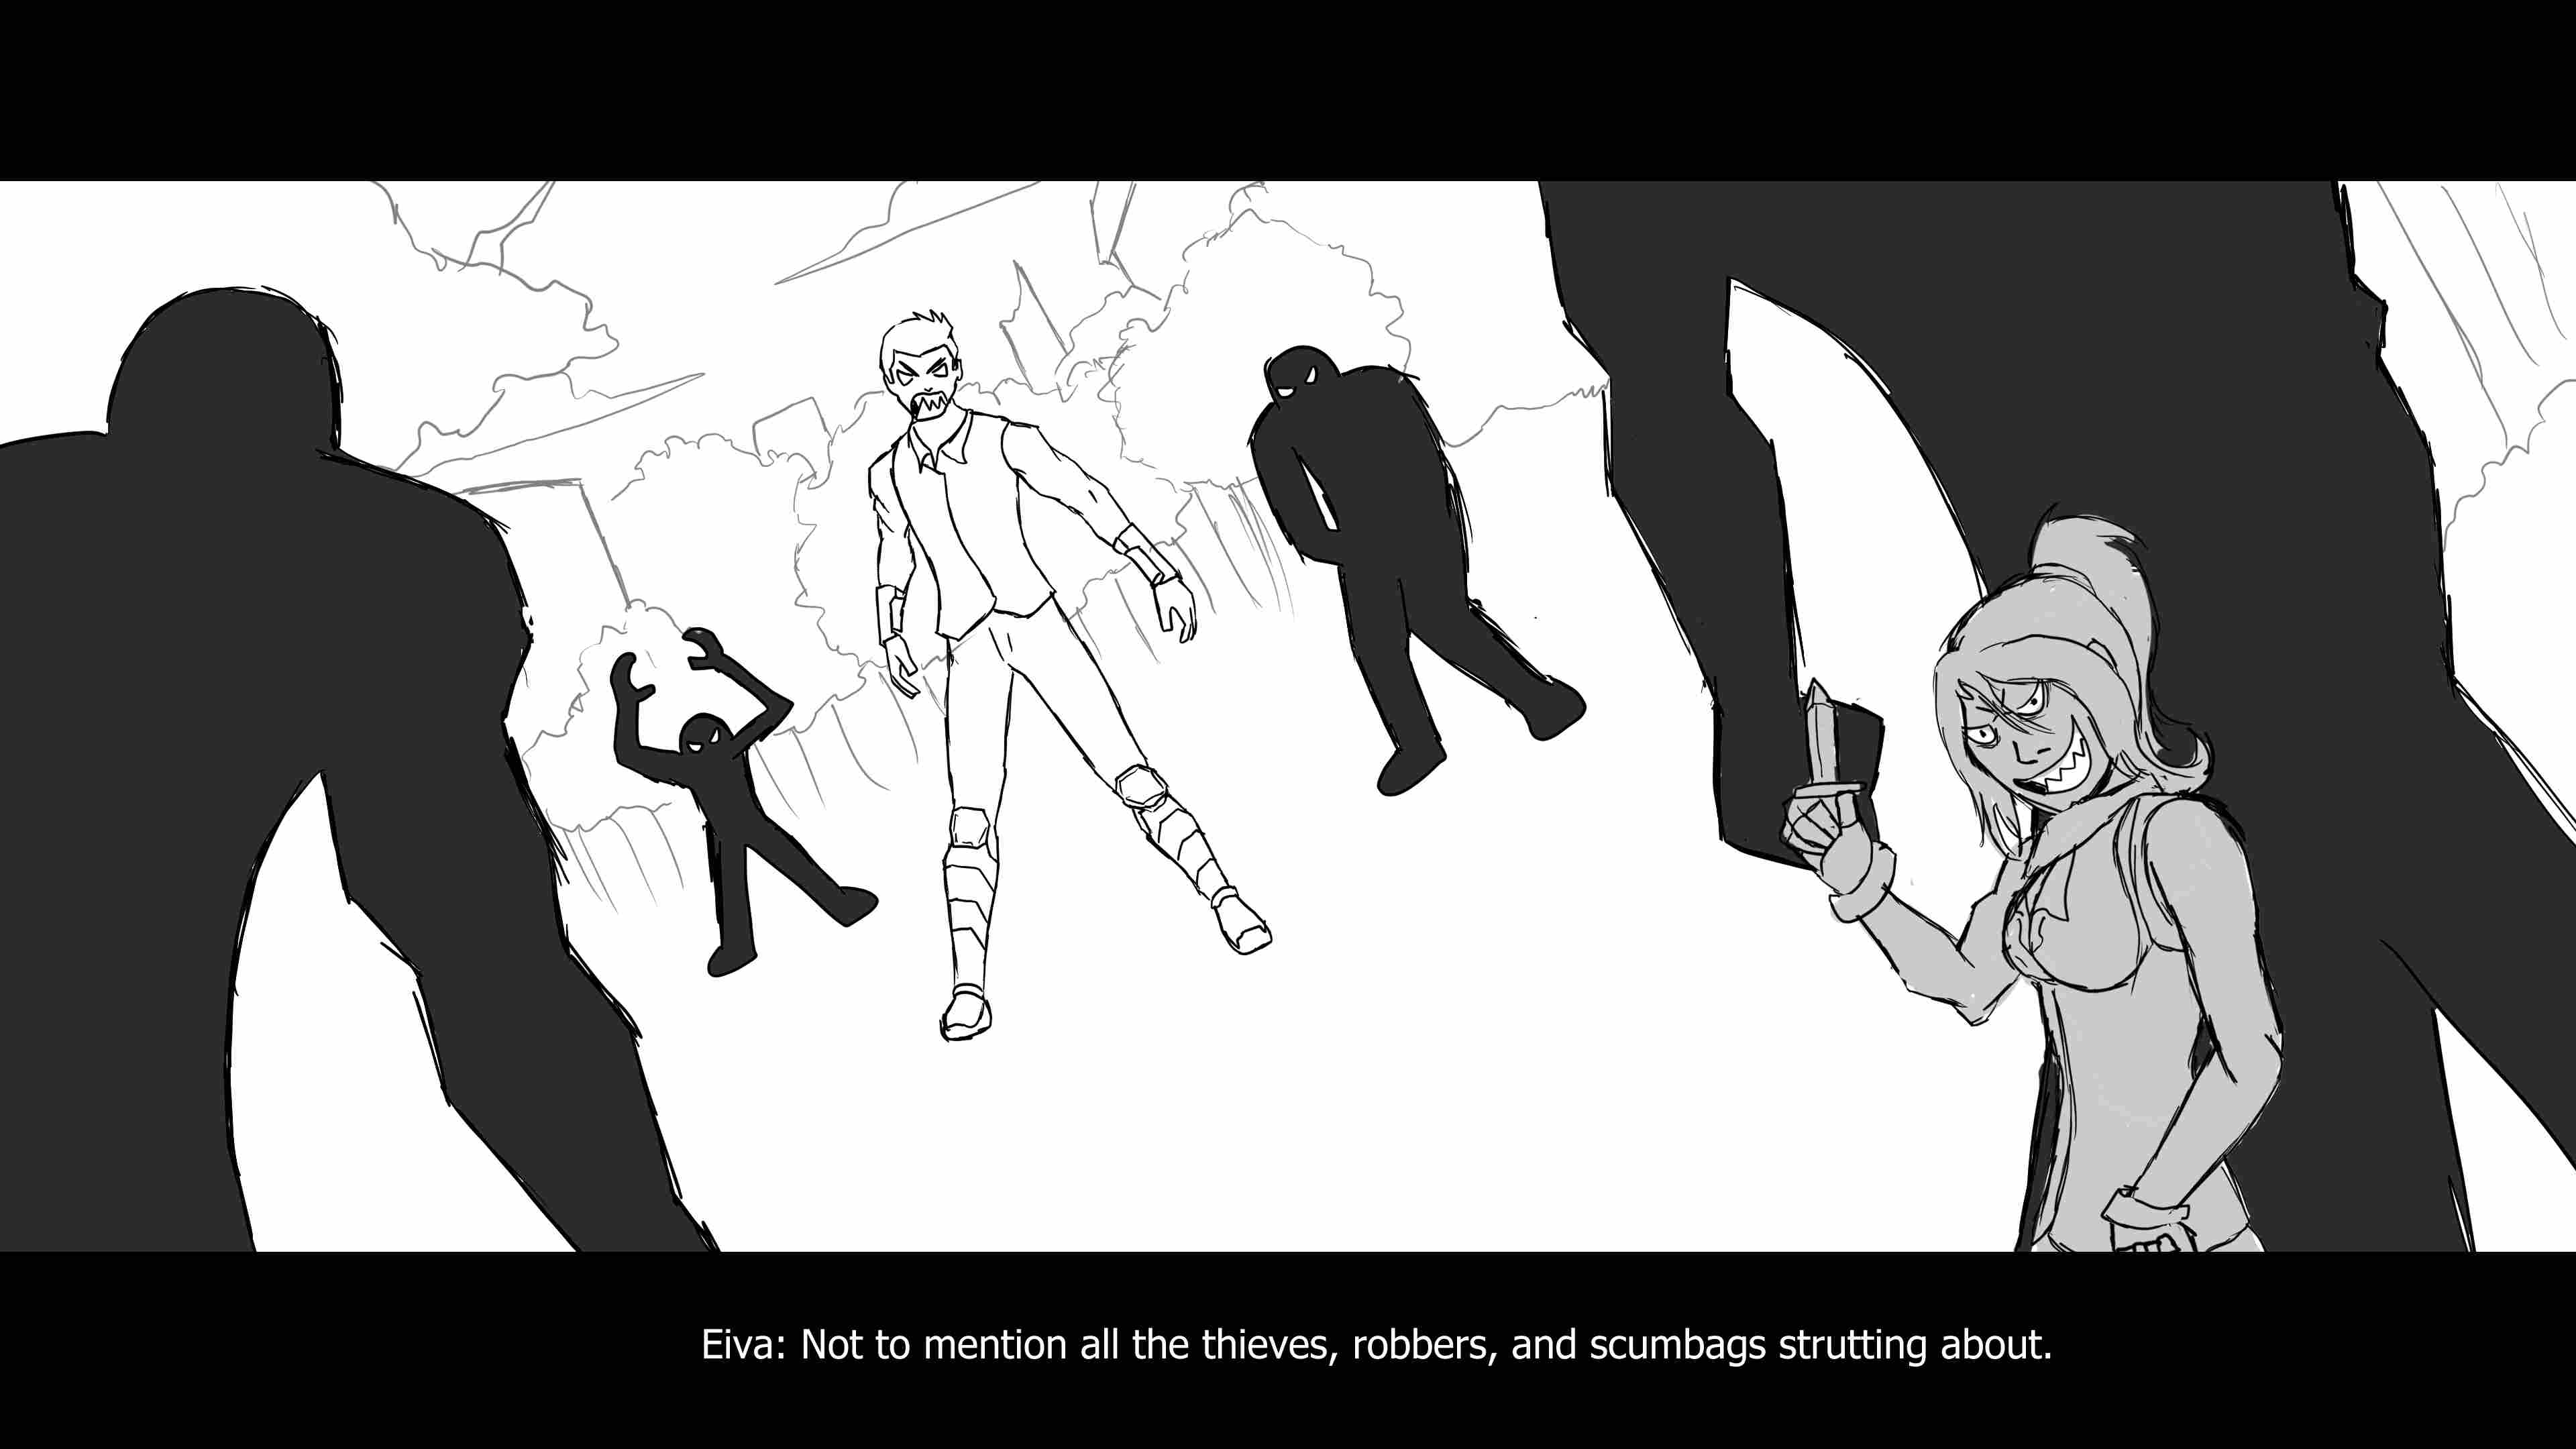 Eiva: Not to mention all the thieves, robbers, and scumbags strutting about.